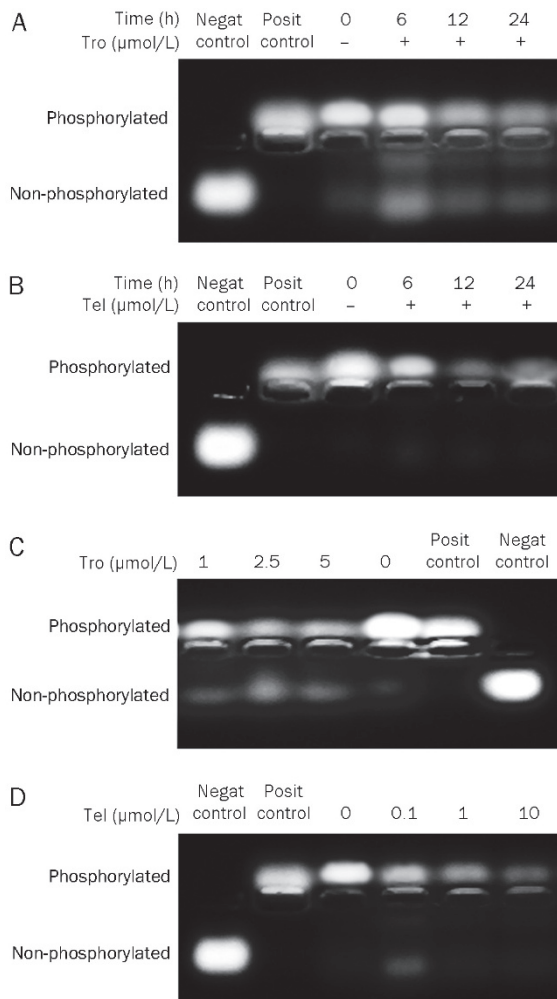 A
Time (h) Negat Posit 0 6 12 24
Tro (µmol/L) control control – + + +
Phosphorylated
Non-phosphorylated
B
Time (h) Negat Posit 0 6 12 24
Tel (µmol/L) control control – + + +
Phosphorylated
Non-phosphorylated
C
Posit Negat
Tro (µmol/L) 1 2.5 5 0 control control
Phosphorylated
Non-phosphorylated
D
Negat Posit
Tel (µmol/L) control control 0 0.1 1 10
Phosphorylated
Non-phosphorylated